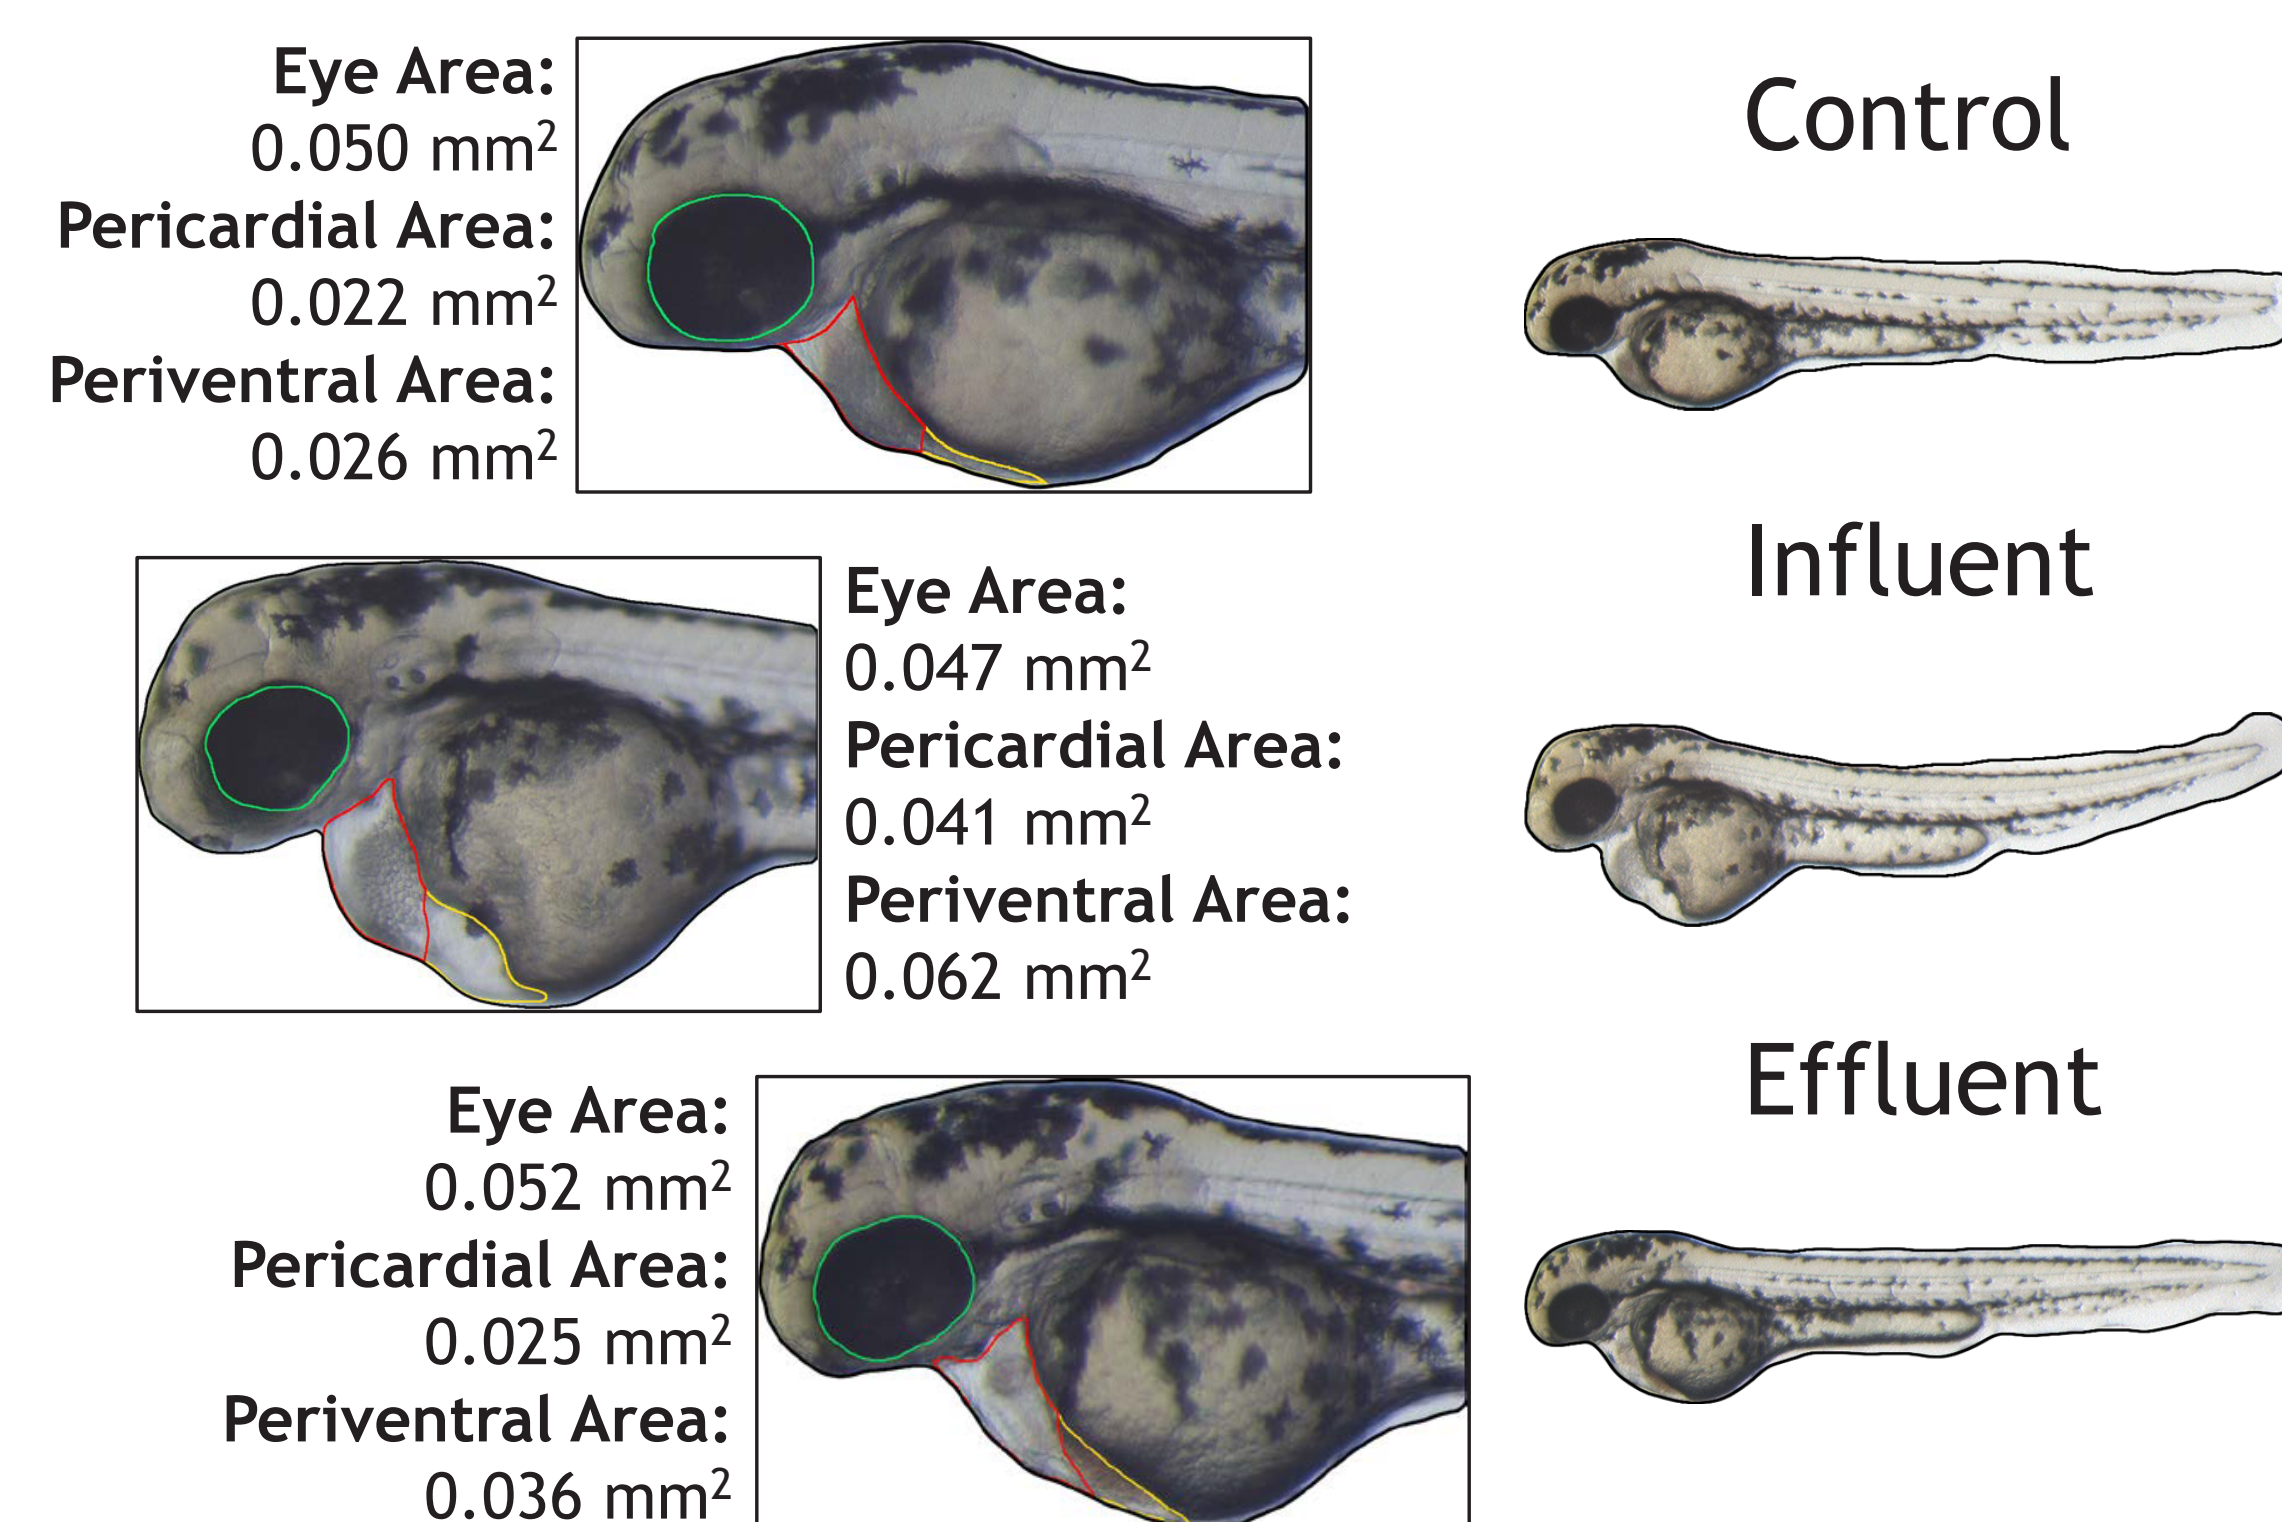 Eye Area:
0.050 mm²
Pericardial Area:
0.022 mm²
Periventral Area:
0.026 mm²
Control
Eye Area:
0.047 mm²
Pericardial Area:
0.041 mm²
Periventral Area:
0.062 mm²
Influent
Eye Area:
0.052 mm²
Pericardial Area:
0.025 mm²
Periventral Area:
0.036 mm²
Effluent